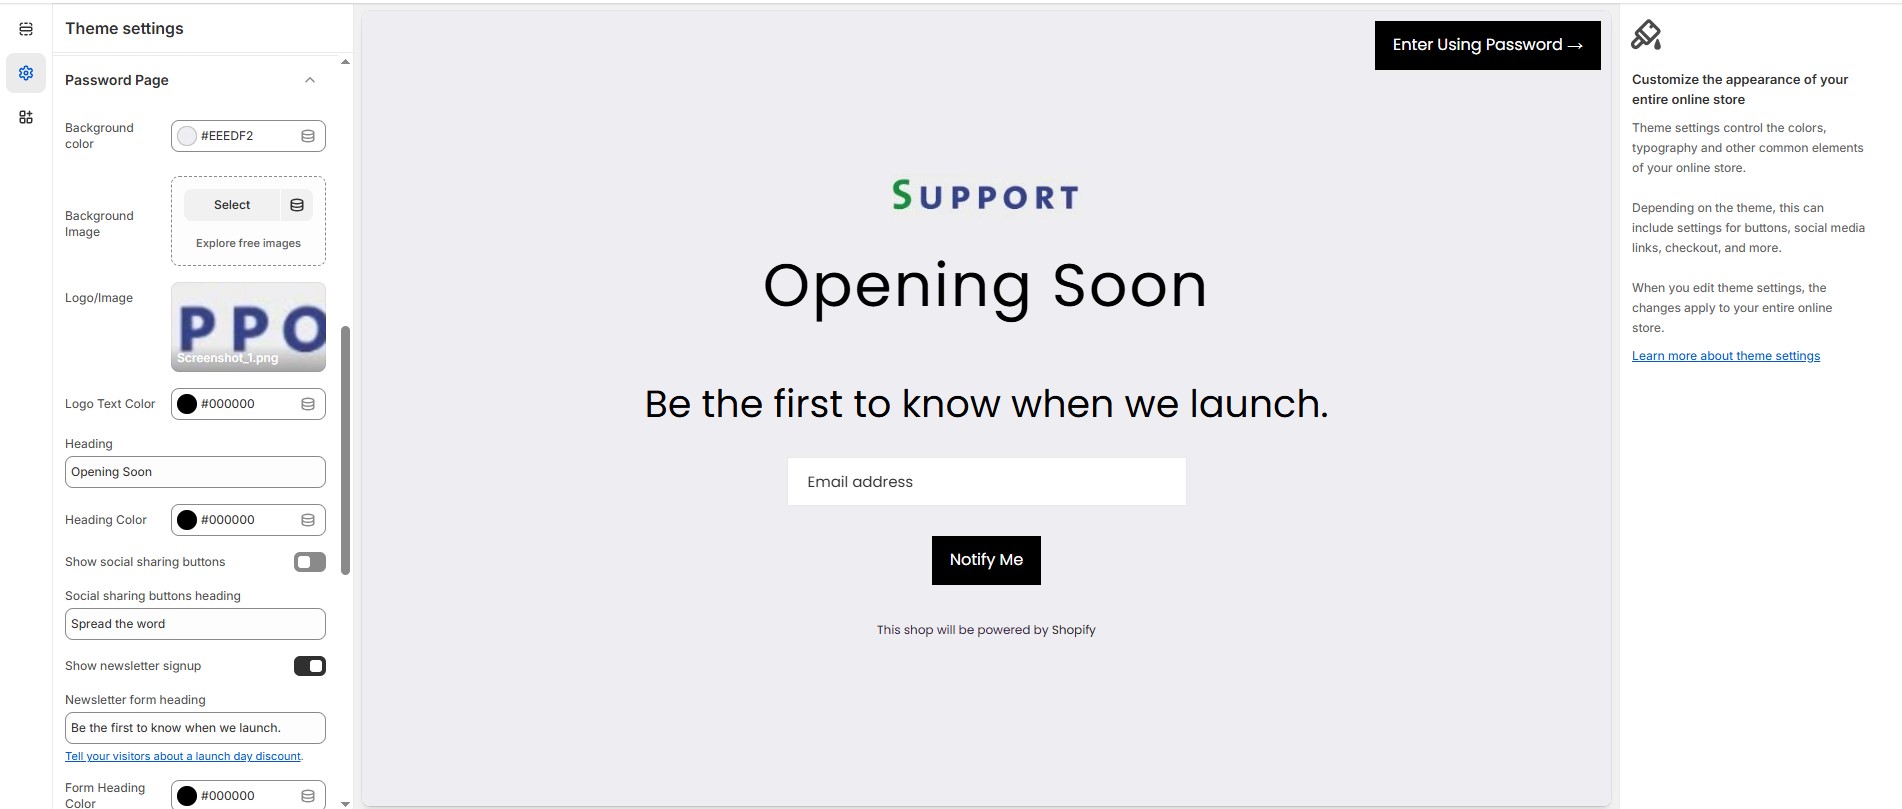 Theme settings
Password Page
Background
color
#EEEDF2
Background
Image
Select
Explore free images
Logo/Image
PPO
Screenshot_1.png
Logo Text Color
#000000
Heading
Opening Soon
Heading Color
#000000
Show social sharing buttons
Social sharing buttons heading
Spread the word
Show newsletter signup
Newsletter form heading
Be the first to know when we launch.
Tell your visitors about a launch day discount.
Form Heading
Color
#000000
Enter Using Password →
SUPPORT
Opening Soon
Be the first to know when we launch.
Email address
Notify Me
This shop will be powered by Shopify
Customize the appearance of your
entire online store
Theme settings control the colors,
typography and other common elements
of your online store.
Depending on the theme, this can
include settings for buttons, social media
links, checkout, and more.
When you edit theme settings, the
changes apply to your entire online
store.
Learn more about theme settings